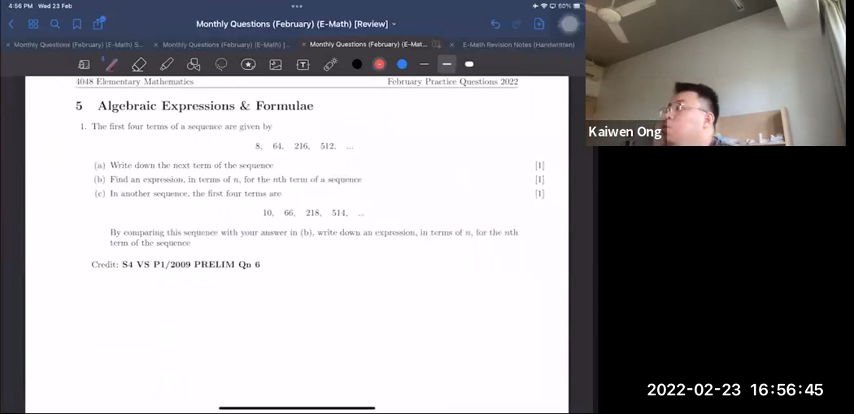 4:56 PM Wed 23 Feb
60%
Monthly Questions (February) (E-Math) [Review]
Monthly Questions (February) (E-Math) S...
Monthly Questions (February) (E-Math) [...
Monthly Questions (February) (E-Mat...
E-Math Revision Notes (Handwritten)
4048 Elementary Mathematics
February Practice Questions 2022
5 Algebraic Expressions & Formulae
1. The first four terms of a sequence are given by
8, 64, 216, 512, ...
(a) Write down the next term of the sequence [1]
(b) Find an expression, in terms of n, for the nth term of a sequence [1]
(c) In another sequence, the first four terms are [1]
10, 66, 218, 514, ...
By comparing this sequence with your answer in (b), write down an expression, in terms of n, for the nth
term of the sequence
Credit: S4 VS P1/2009 PRELIM Qn 6
Kaiwen Ong
2022-02-23 16:56:45